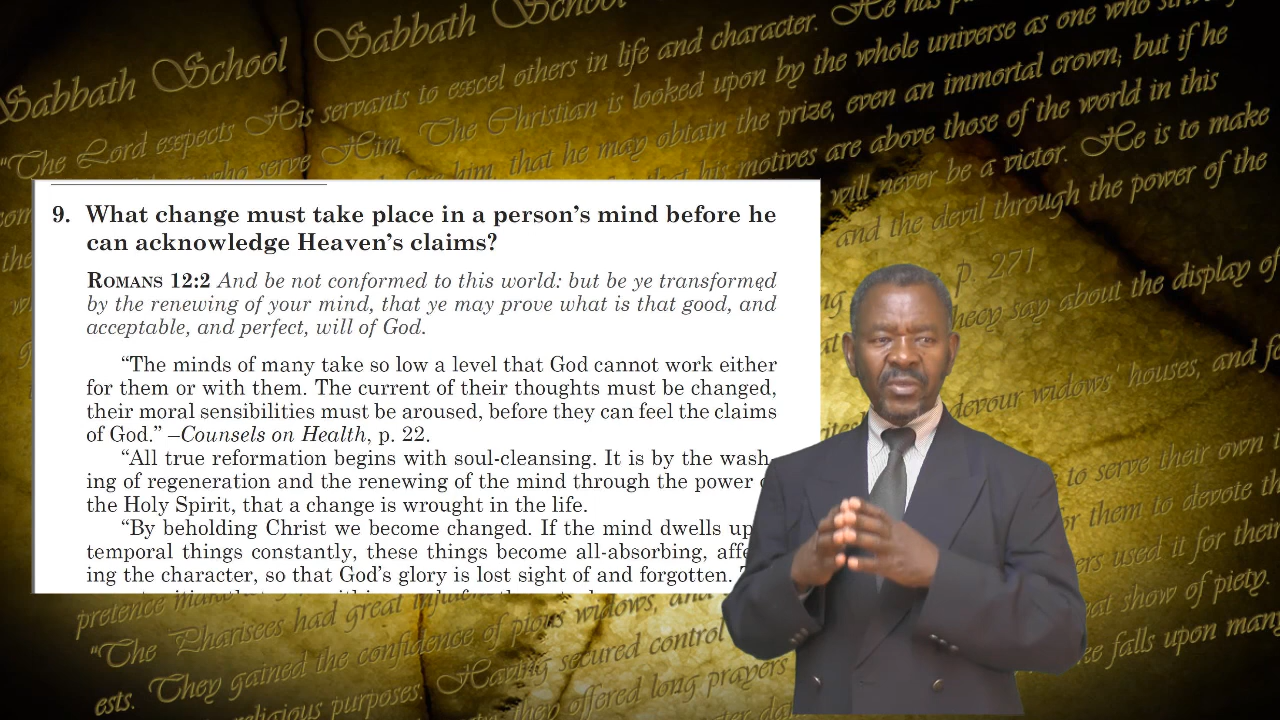 Sabbath School Sabbath School
Sabbath School
"The Lord expects His servants to excel others in life and character. He has
who serve Him. The Christian is looked upon by the whole universe as one who
him, that he may obtain the prize, even an immortal crown; but if he
that his motives are above those of the world in this
will never be a victor. He is to make
and the devil through the power of the
p. 271
say about the display of
9. What change must take place in a person's mind before he
can acknowledge Heaven's claims?
ROMANS 12:2 And be not conformed to this world: but be ye transformed
by the renewing of your mind, that ye may prove what is that good, and
acceptable, and perfect, will of God.
"The minds of many take so low a level that God cannot work either
for them or with them. The current of their thoughts must be changed,
their moral sensibilities must be aroused, before they can feel the claims
of God." –Counsels on Health, p. 22.
"All true reformation begins with soul-cleansing. It is by the wash-
ing of regeneration and the renewing of the mind through the power
the Holy Spirit, that a change is wrought in the life.
"By beholding Christ we become changed. If the mind dwells up
temporal things constantly, these things become all-absorbing, affe
ing the character, so that God's glory is lost sight of and forgotten.
devour widows' houses, and
to serve their own
for them to devote
used it for their
great show of piety.
falls upon many
pretence
"The Pharisees had great
ests. They gained the confidence of pious widows, and
religious purposes. Having secured control
they offered long prayers